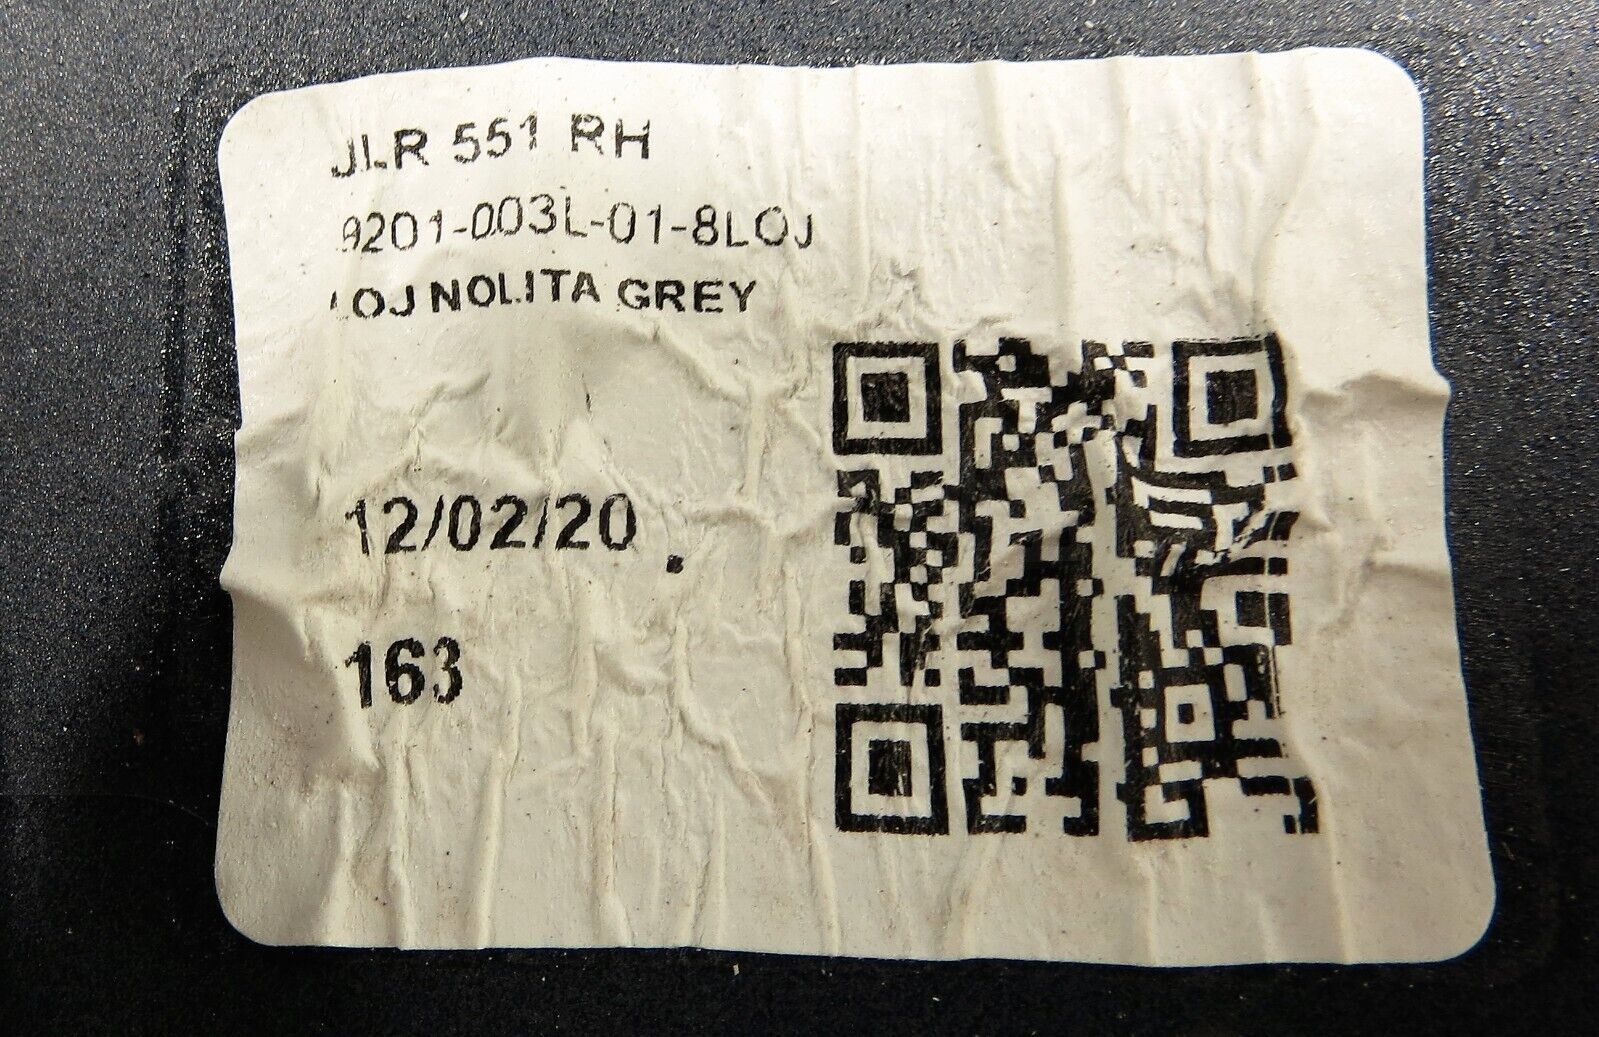 JLR 551 RH
9201-003L-01-8LOJ
LOJ NOLITA GREY
12/02/20
163